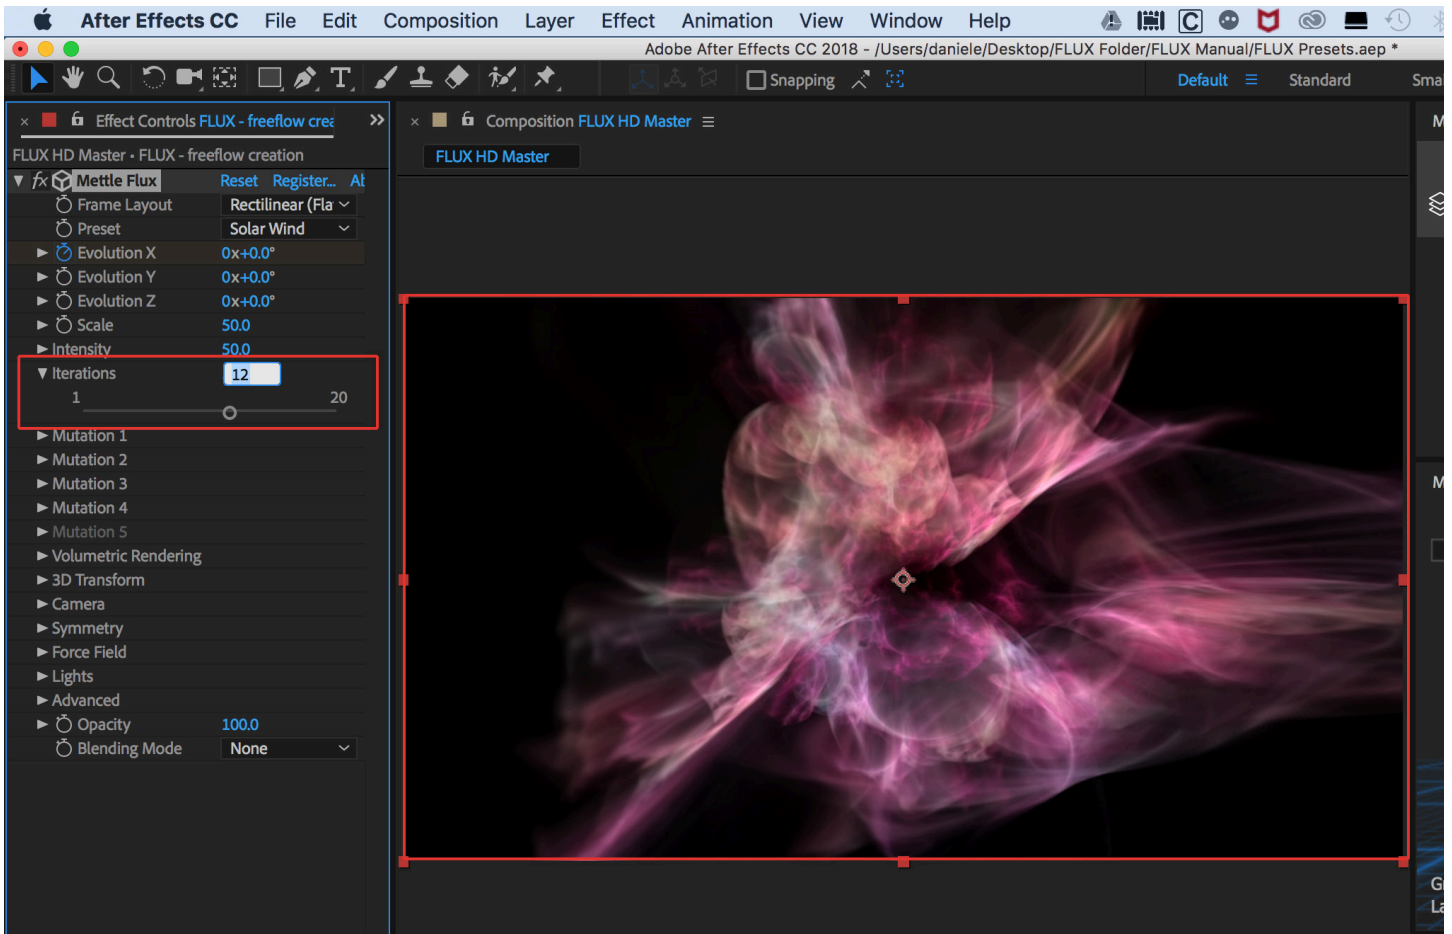 After Effects CC File Edit Composition Layer Effect Animation View Window Help
Adobe After Effects CC 2018 - /Users/daniele/Desktop/FLUX Folder/FLUX Manual/FLUX Presets.aep *
Snapping Default Standard Smal
Effect Controls FLUX - freeflow crea
Composition FLUX HD Master
M
FLUX HD Master • FLUX - freeflow creation
FLUX HD Master
fx Mettle Flux Reset Register... Ab
Frame Layout Rectilinear (Fla
Preset Solar Wind
Evolution X 0x+0.0°
Evolution Y 0x+0.0°
Evolution Z 0x+0.0°
Scale 50.0
Intensity 50.0
Iterations 12
1 20
Mutation 1
Mutation 2
Mutation 3
M
Mutation 4
Mutation 5
Volumetric Rendering
3D Transform
Camera
Symmetry
Force Field
Lights
Advanced
Opacity 100.0
Blending Mode None